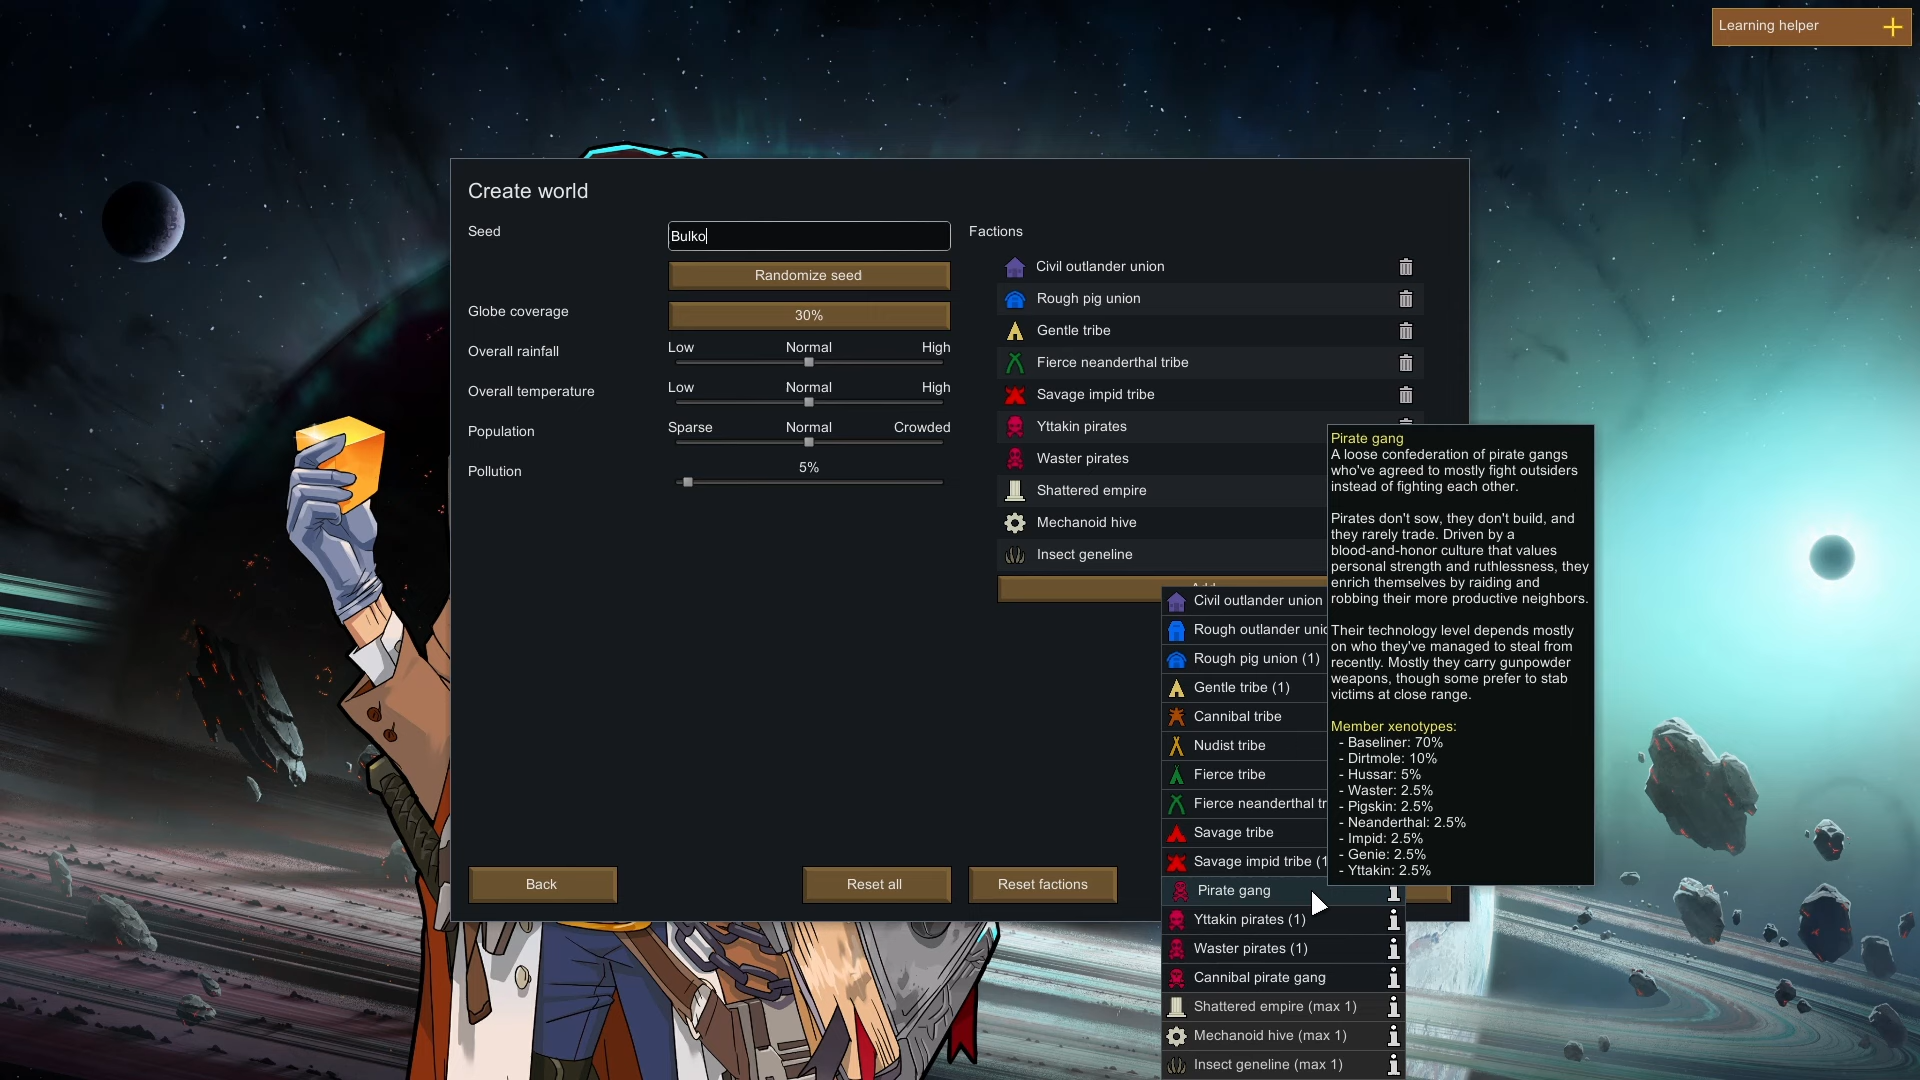 Learning helper
Create world
Seed
Bulko
Randomize seed
Globe coverage
30%
Overall rainfall
Low Normal High
Overall temperature
Low Normal High
Population
Sparse Normal Crowded
Pollution
5%
Factions
Civil outlander union
Rough pig union
Gentle tribe
Fierce neanderthal tribe
Savage impid tribe
Yttakin pirates
Waster pirates
Shattered empire
Mechanoid hive
Insect geneline
Civil outlander union
Rough outlander unio
Rough pig union (1)
Gentle tribe (1)
Cannibal tribe
Nudist tribe
Fierce tribe
Fierce neanderthal tr
Savage tribe
Savage impid tribe (1
Pirate gang
Yttakin pirates (1)
Waster pirates (1)
Cannibal pirate gang
Shattered empire (max 1)
Mechanoid hive (max 1)
Insect geneline (max 1)
Pirate gang
A loose confederation of pirate gangs
who've agreed to mostly fight outsiders
instead of fighting each other.
Pirates don't sow, they don't build, and
they rarely trade. Driven by a
blood-and-honor culture that values
personal strength and ruthlessness, they
enrich themselves by raiding and
robbing their more productive neighbors.
Their technology level depends mostly
on who they've managed to steal from
recently. Mostly they carry gunpowder
weapons, though some prefer to stab
victims at close range.
Member xenotypes:
- Baseliner: 70%
- Dirtmole: 10%
- Hussar: 5%
- Waster: 2.5%
- Pigskin: 2.5%
- Neanderthal: 2.5%
- Impid: 2.5%
- Genie: 2.5%
- Yttakin: 2.5%
Back
Reset all
Reset factions